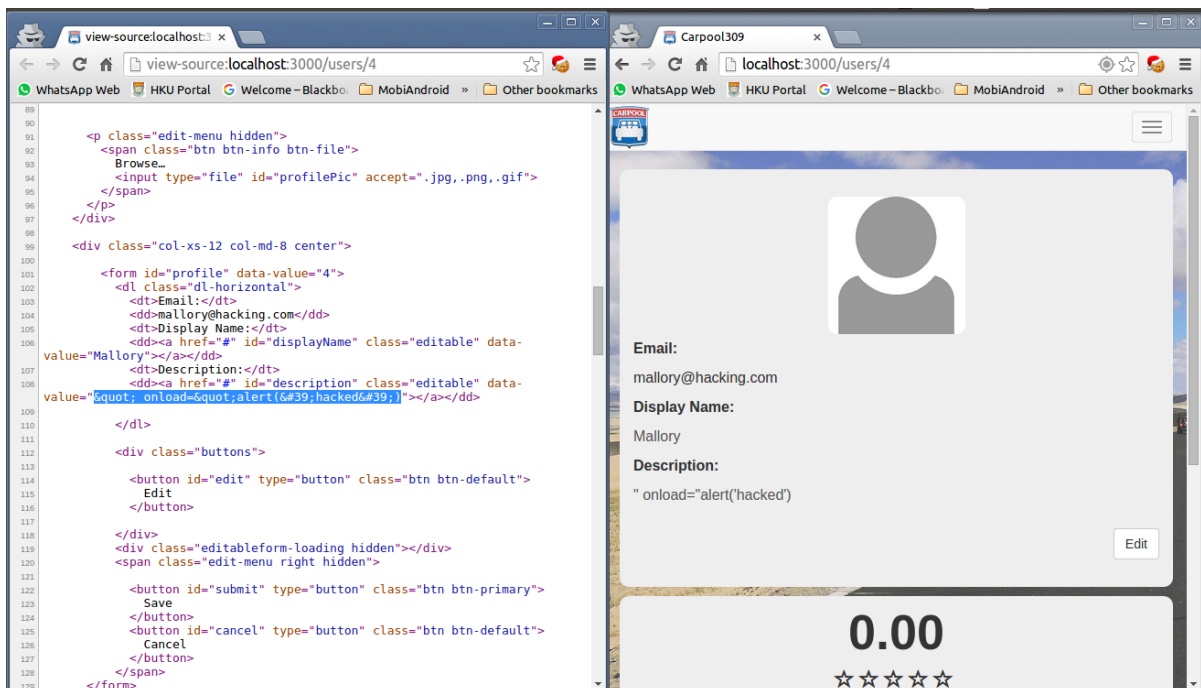 view-source:localhost:3
view-source:localhost:3000/users/4
WhatsApp Web HKU Portal Welcome – Blackbo MobiAndroid » Other bookmarks
89
90
91 <p class="edit-menu hidden">
92 <span class="btn btn-info btn-file">
93 Browse…
94 <input type="file" id="profilePic" accept=".jpg,.png,.gif">
95 </span>
96 </p>
97 </div>
98
99 <div class="col-xs-12 col-md-8 center">
100
101 <form id="profile" data-value="4">
102 <dl class="dl-horizontal">
103 <dt>Email:</dt>
104 <dd>mallory@hacking.com</dd>
105 <dt>Display Name:</dt>
106 <dd><a href="#" id="displayName" class="editable" data-
value="Mallory"></a></dd>
107 <dt>Description:</dt>
108 <dd><a href="#" id="description" class="editable" data-
value="&quot; onload=&quot;alert(&#39;hacked&#39;)"></a></dd>
109
110 </dl>
111
112 <div class="buttons">
113
114 <button id="edit" type="button" class="btn btn-default">
115 Edit
116 </button>
117
118 </div>
119 <div class="editableform-loading hidden"></div>
120 <span class="edit-menu right hidden">
121
122 <button id="submit" type="button" class="btn btn-primary">
123 Save
124 </button>
125 <button id="cancel" type="button" class="btn btn-default">
126 Cancel
127 </button>
128 </span>
129 </form>
Carpool309
localhost:3000/users/4
WhatsApp Web HKU Portal Welcome – Blackbo MobiAndroid » Other bookmarks
CARPOOL
Email:
mallory@hacking.com
Display Name:
Mallory
Description:
" onload="alert('hacked')
Edit
0.00